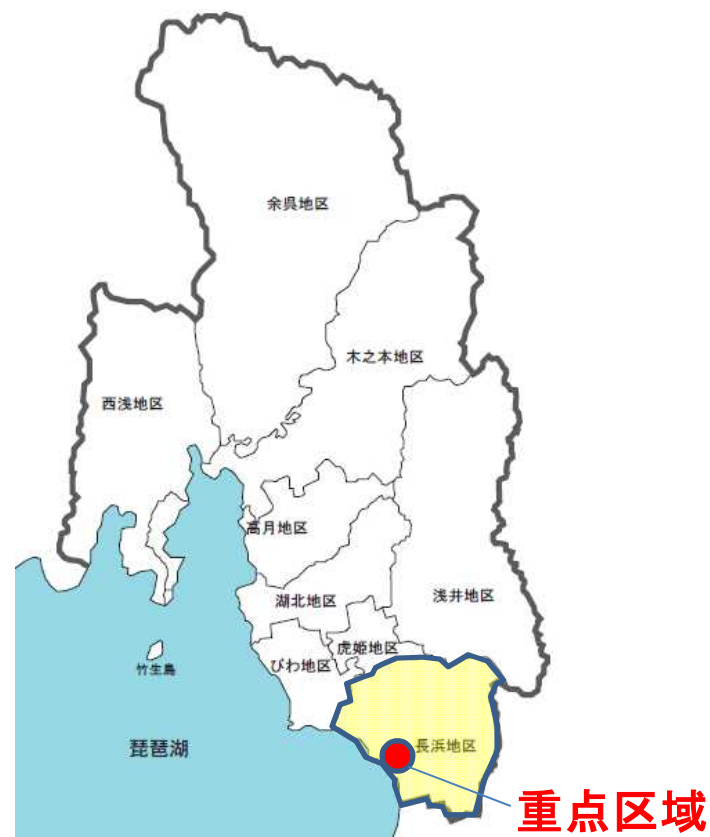 余呉地区
木之本地区
西浅地区
高月地区
湖北地区
浅井地区
虎姫地区
びわ地区
竹生島
琵琶湖
長浜地区
重点区域